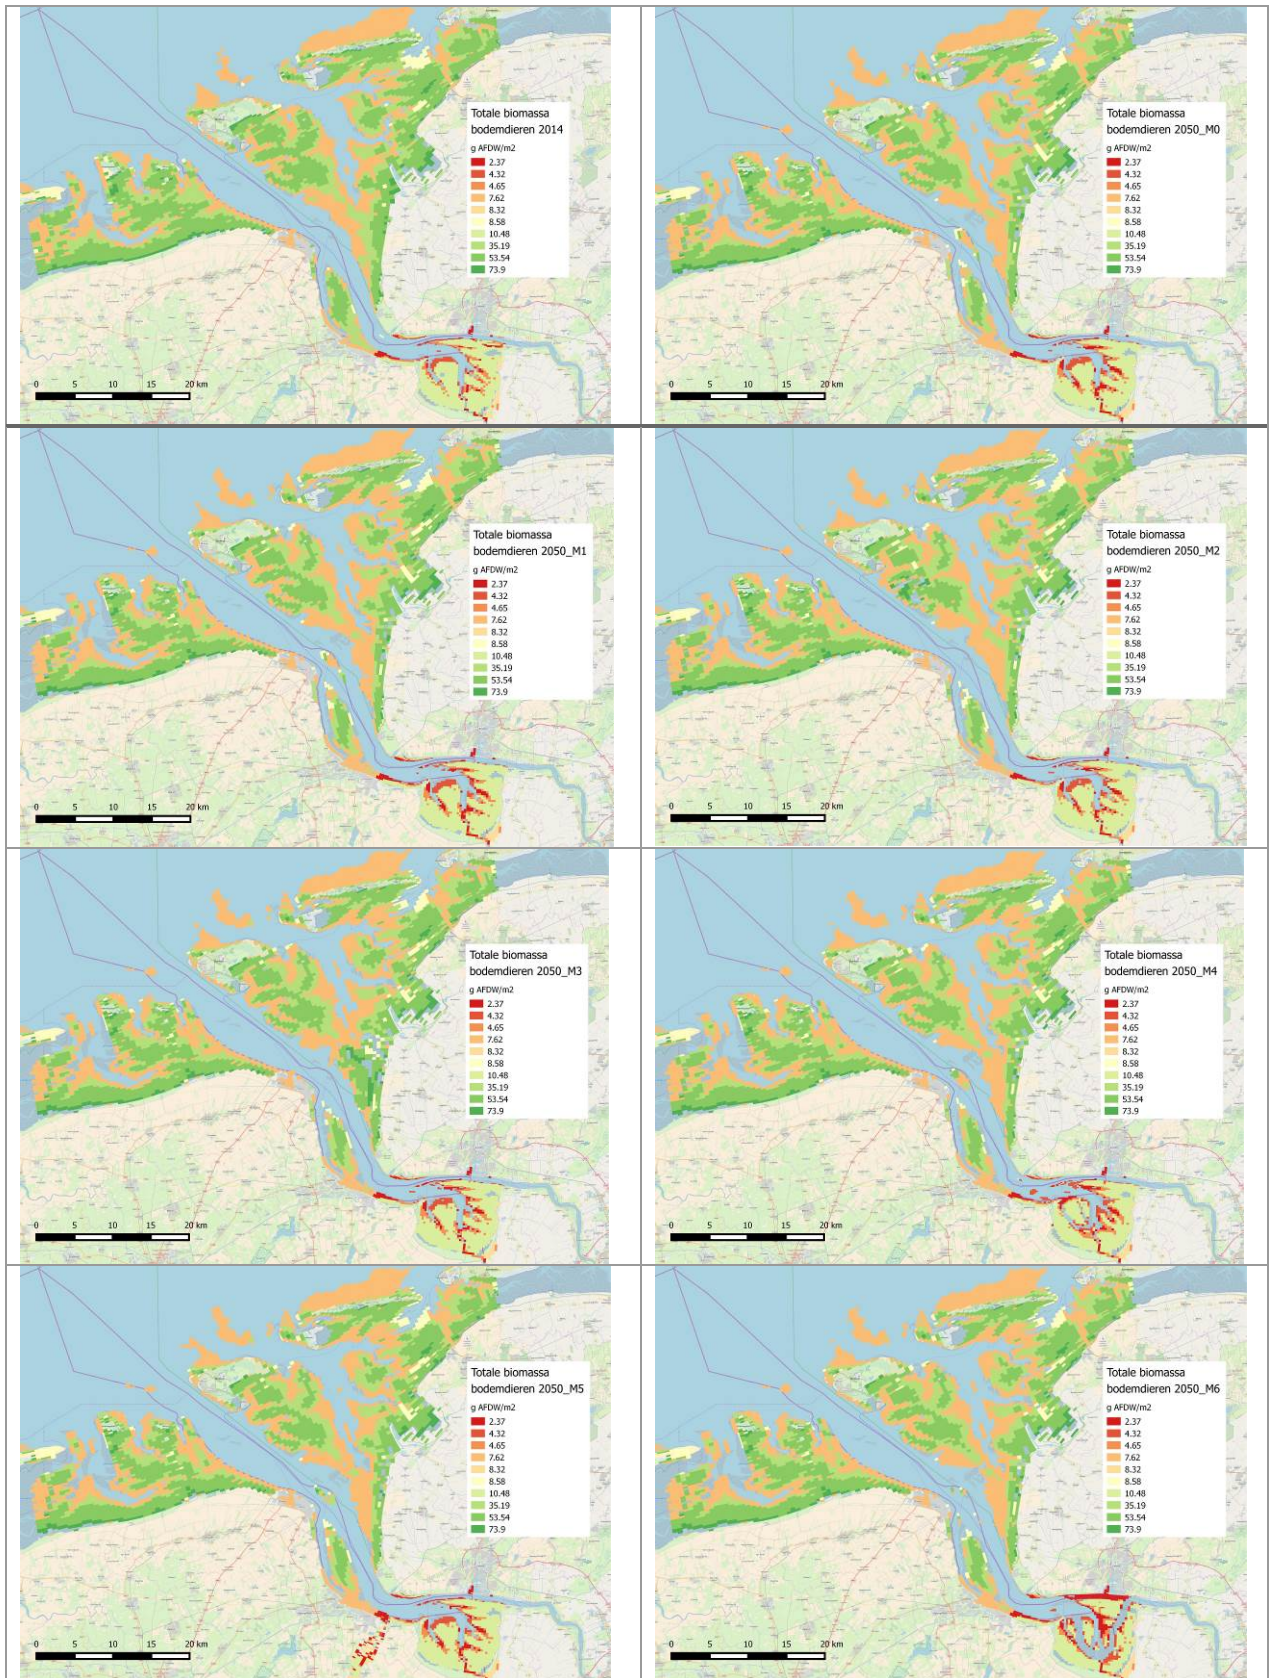 Totale biomassa
bodemdieren 2014
g AFDW/m2
2.37
4.32
4.65
7.62
8.32
8.58
10.48
35.19
53.54
73.9
0 5 10 15 20 km
Totale biomassa
bodemdieren 2050_M0
g AFDW/m2
2.37
4.32
4.65
7.62
8.32
8.58
10.48
35.19
53.54
73.9
0 5 10 15 20 km
Totale biomassa
bodemdieren 2050_M1
g AFDW/m2
2.37
4.32
4.65
7.62
8.32
8.58
10.48
35.19
53.54
73.9
0 5 10 15 20 km
Totale biomassa
bodemdieren 2050_M2
g AFDW/m2
2.37
4.32
4.65
7.62
8.32
8.58
10.48
35.19
53.54
73.9
0 5 10 15 20 km
Totale biomassa
bodemdieren 2050_M3
g AFDW/m2
2.37
4.32
4.65
7.62
8.32
8.58
10.48
35.19
53.54
73.9
0 5 10 15 20 km
Totale biomassa
bodemdieren 2050_M4
g AFDW/m2
2.37
4.32
4.65
7.62
8.32
8.58
10.48
35.19
53.54
73.9
0 5 10 15 20 km
Totale biomassa
bodemdieren 2050_M5
g AFDW/m2
2.37
4.32
4.65
7.62
8.32
8.58
10.48
35.19
53.54
73.9
0 5 10 15 20 km
Totale biomassa
bodemdieren 2050_M6
g AFDW/m2
2.37
4.32
4.65
7.62
8.32
8.58
10.48
35.19
53.54
73.9
0 5 10 15 20 km